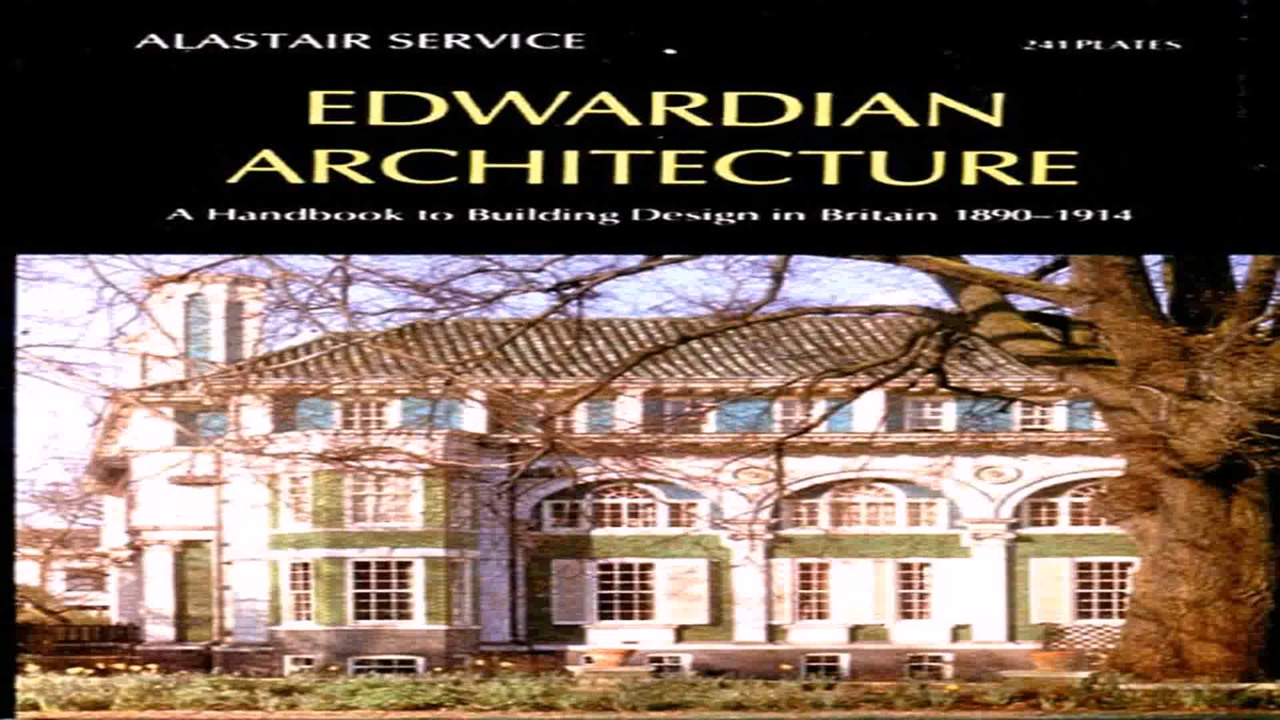 ALASTAIR SERVICE
241 PLATES
EDWARDIAN
ARCHITECTURE
A Handbook to Building Design in Britain 1890–1914